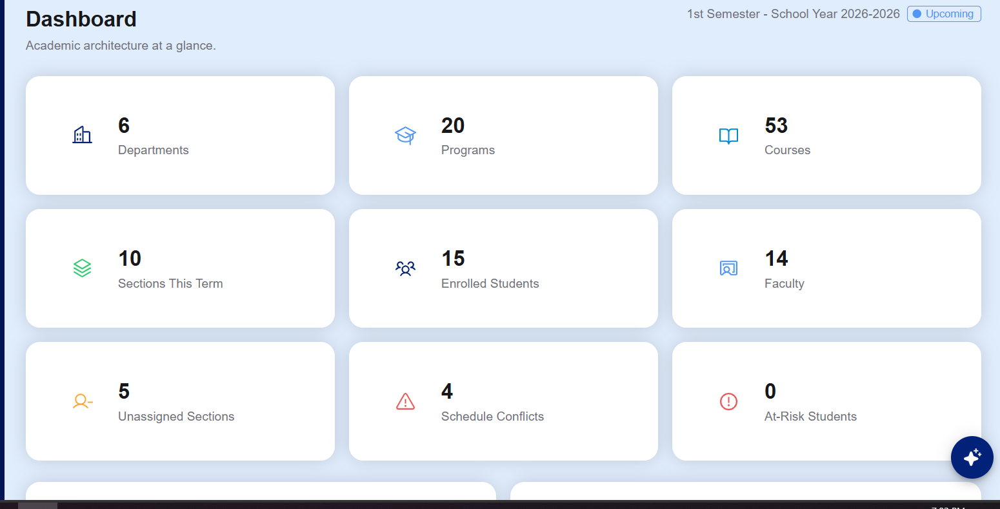 Dashboard
1st Semester - School Year 2026-2026
Upcoming
Academic architecture at a glance.
6
Departments
20
Programs
53
Courses
10
Sections This Term
15
Enrolled Students
14
Faculty
5
Unassigned Sections
4
Schedule Conflicts
0
At-Risk Students